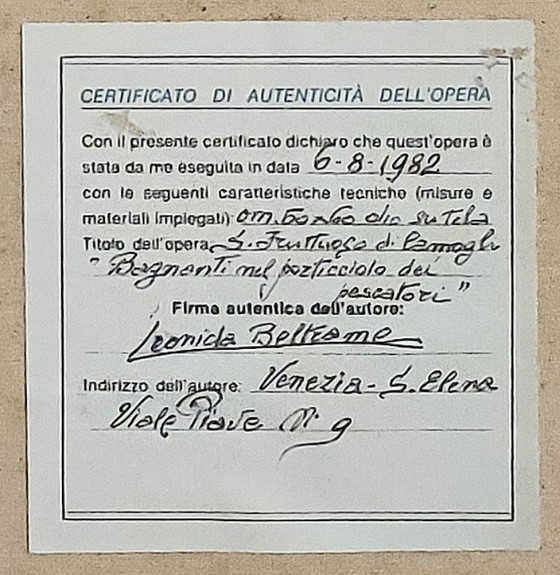 CERTIFICATO DI AUTENTICITÀ DELL'OPERA
Con il presente certificato dichiaro che quest'opera è
stata da me eseguita in data 6-8-1982
con le seguenti caratteristiche tecniche (misure e
materiali impiegati): cm. 50x60 olio su tela
Titolo dell'opera S. Fruttuoso di Camogli
"Bagnanti nel porticciolo dei
pescatori"
Firma autentica dell'autore:
Leonida Beltrame
Indirizzo dell'autore: Venezia - S. Elena
Viale Piave N. 9